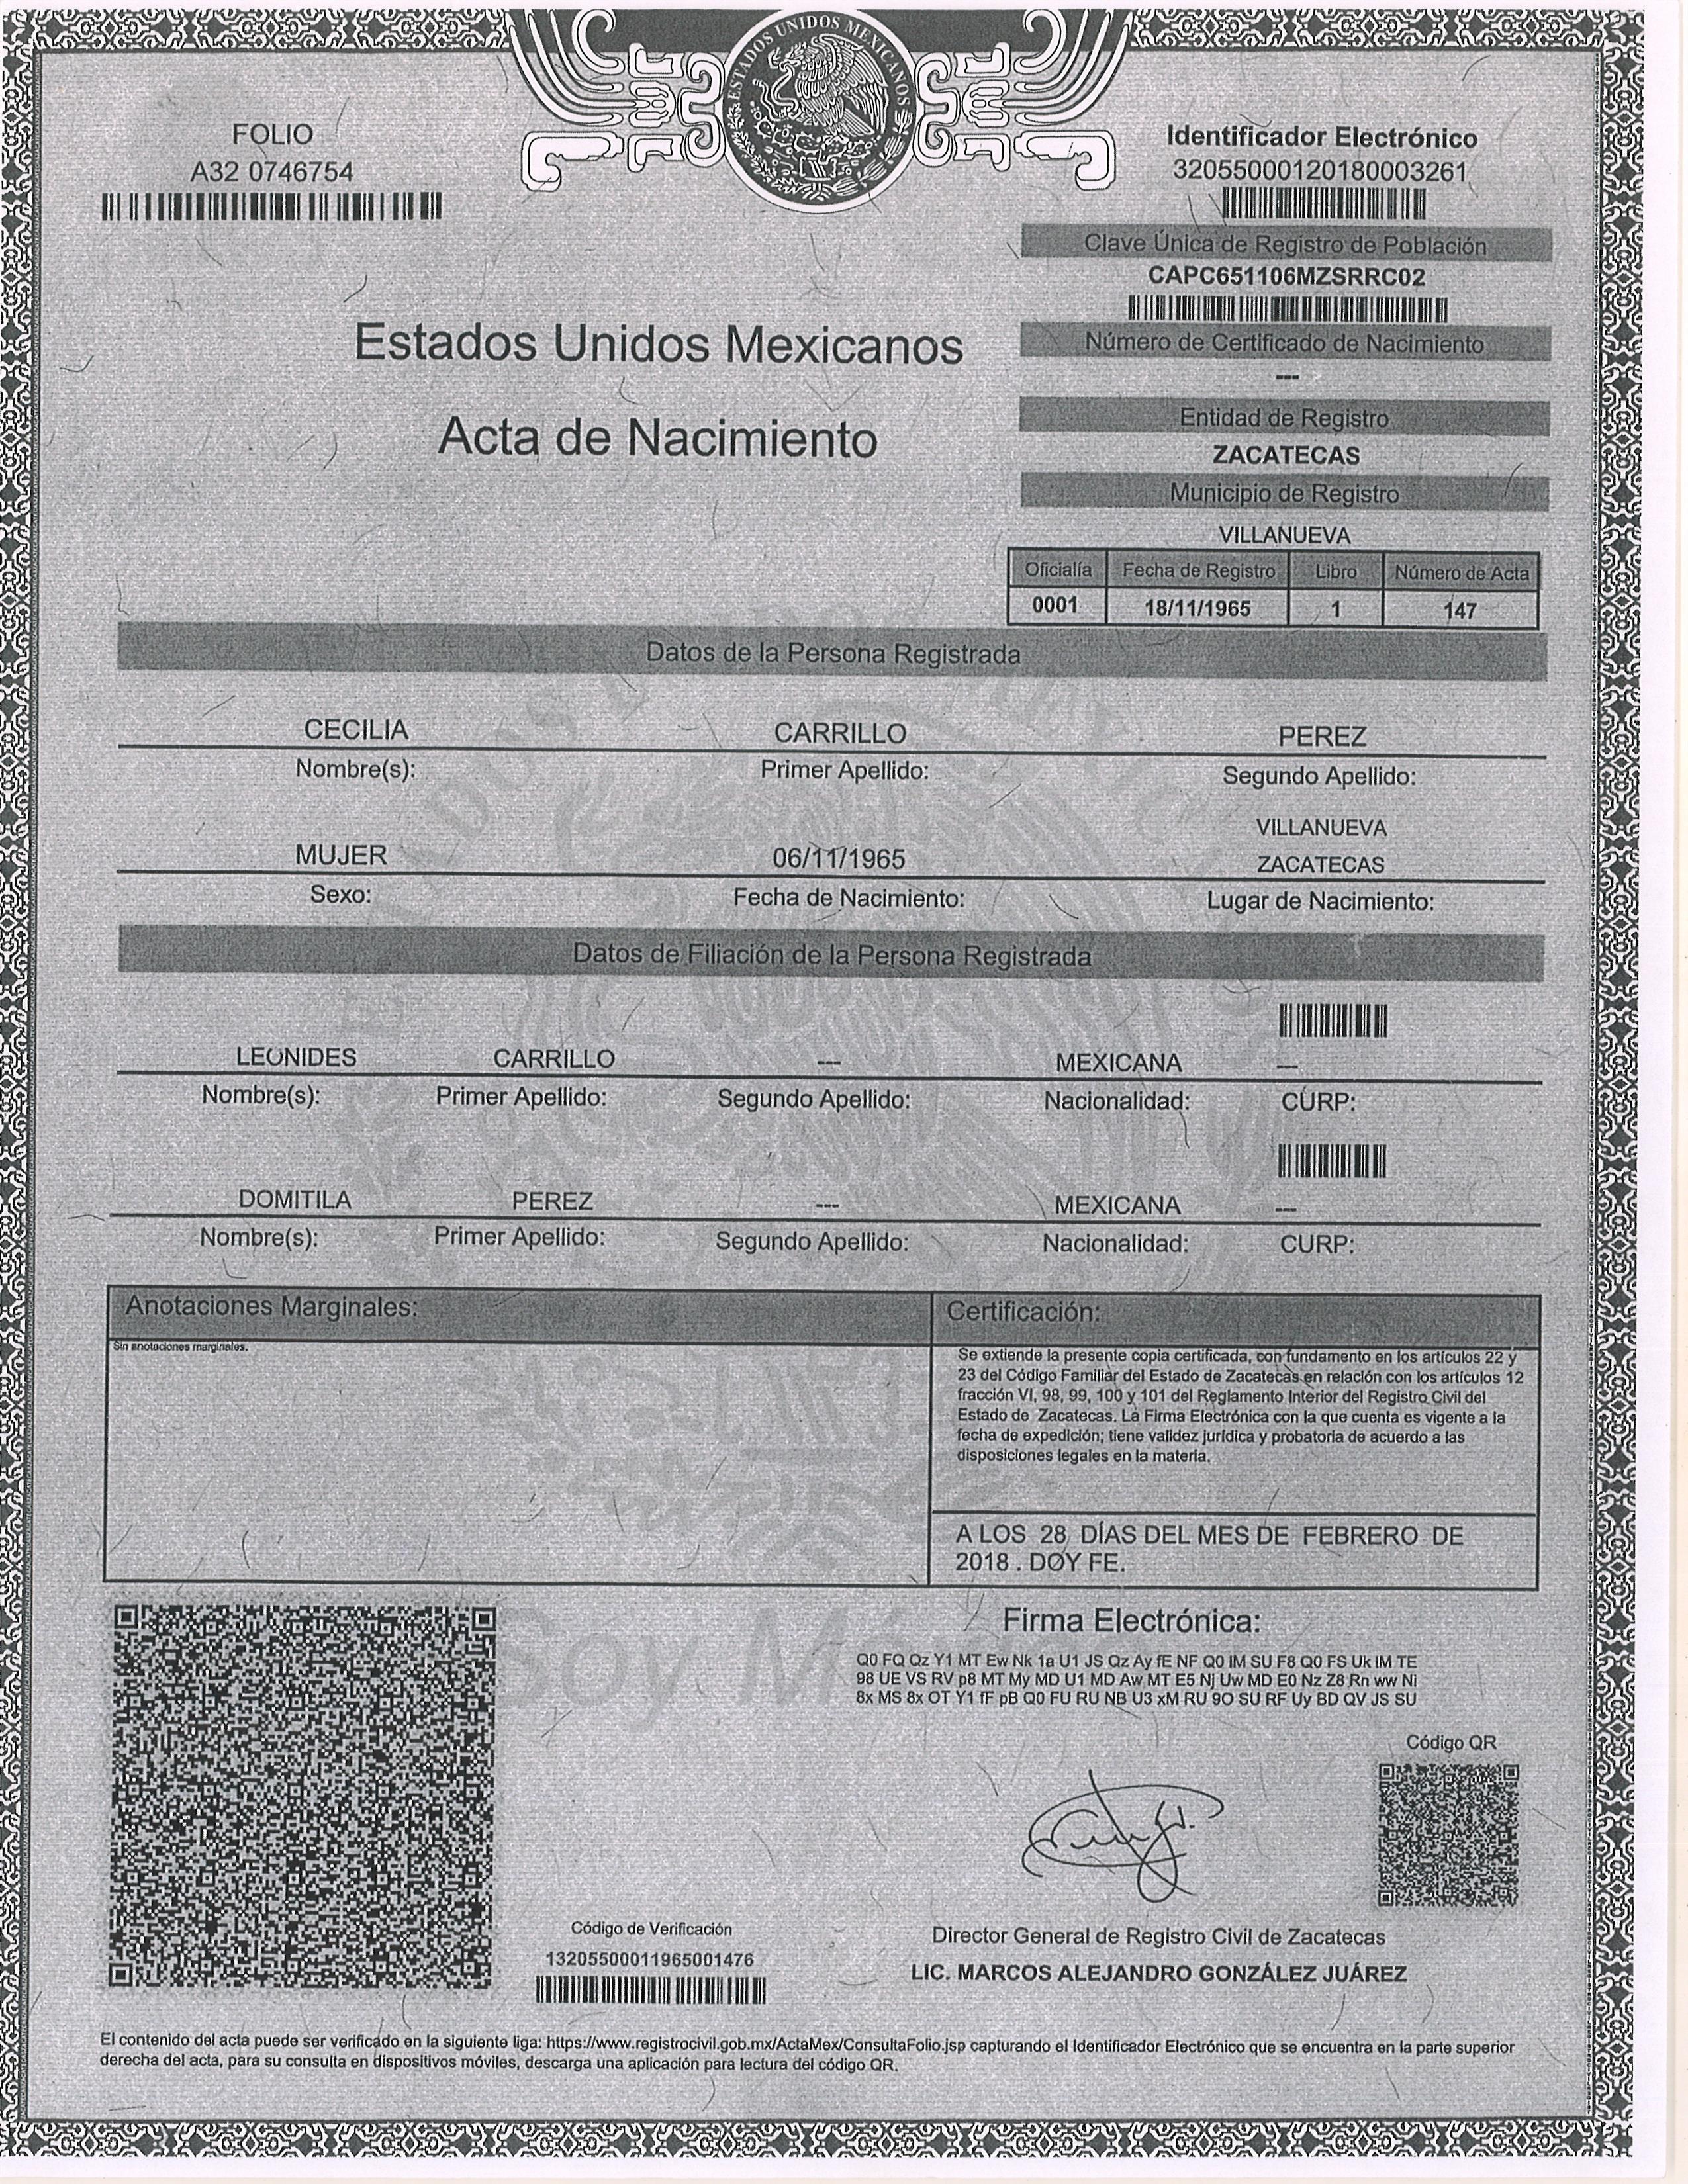 ESTADOS UNIDOS MEXICANOS
FOLIO
A32 0746754
Identificador Electrónico
32055000120180003261
Clave Única de Registro de Población
CAPC651106MZSRRC02
Número de Certificado de Nacimiento
---
Estados Unidos Mexicanos
Acta de Nacimiento
Entidad de Registro
ZACATECAS
Municipio de Registro
VILLANUEVA
Oficialía Fecha de Registro Libro Número de Acta
0001 18/11/1965 1 147
Datos de la Persona Registrada
CECILIA CARRILLO PEREZ
Nombre(s): Primer Apellido: Segundo Apellido:
VILLANUEVA
MUJER 06/11/1965 ZACATECAS
Sexo: Fecha de Nacimiento: Lugar de Nacimiento:
Datos de Filiación de la Persona Registrada
LEONIDES CARRILLO --- MEXICANA ---
Nombre(s): Primer Apellido: Segundo Apellido: Nacionalidad: CURP:
DOMITILA PEREZ --- MEXICANA ---
Nombre(s): Primer Apellido: Segundo Apellido: Nacionalidad: CURP:
Anotaciones Marginales:
Sin anotaciones marginales.
Certificación:
Se extiende la presente copia certificada, con fundamento en los artículos 22 y
23 del Código Familiar del Estado de Zacatecas en relación con los artículos 12
fracción VI, 98, 99, 100 y 101 del Reglamento Interior del Registro Civil del
Estado de Zacatecas. La Firma Electrónica con la que cuenta es vigente a la
fecha de expedición; tiene validez jurídica y probatoria de acuerdo a las
disposiciones legales en la materia.
A LOS 28 DÍAS DEL MES DE FEBRERO DE
2018 . DOY FE.
Soy M
Firma Electrónica:
Q0 FQ Qz Y1 MT Ew Nk 1a U1 JS Qz Ay fE NF Q0 lM SU F8 Q0 FS Uk lM TE
98 UE VS RV p8 MT My MD U1 MD Aw MT E5 Nj Uw MD E0 Nz Z8 Rn ww Ni
8x MS 8x OT Y1 fF pB Q0 FU RU NB U3 xM RU 9O SU RF Uy BD QV JS SU
Código QR
Código de Verificación
13205500011965001476
Director General de Registro Civil de Zacatecas
LIC. MARCOS ALEJANDRO GONZÁLEZ JUÁREZ
El contenido del acta puede ser verificado en la siguiente liga: https://www.registrocivil.gob.mx/ActaMex/ConsultaFolio.jsp capturando el Identificador Electrónico que se encuentra en la parte superior
derecha del acta, para su consulta en dispositivos móviles, descarga una aplicación para lectura del código QR.